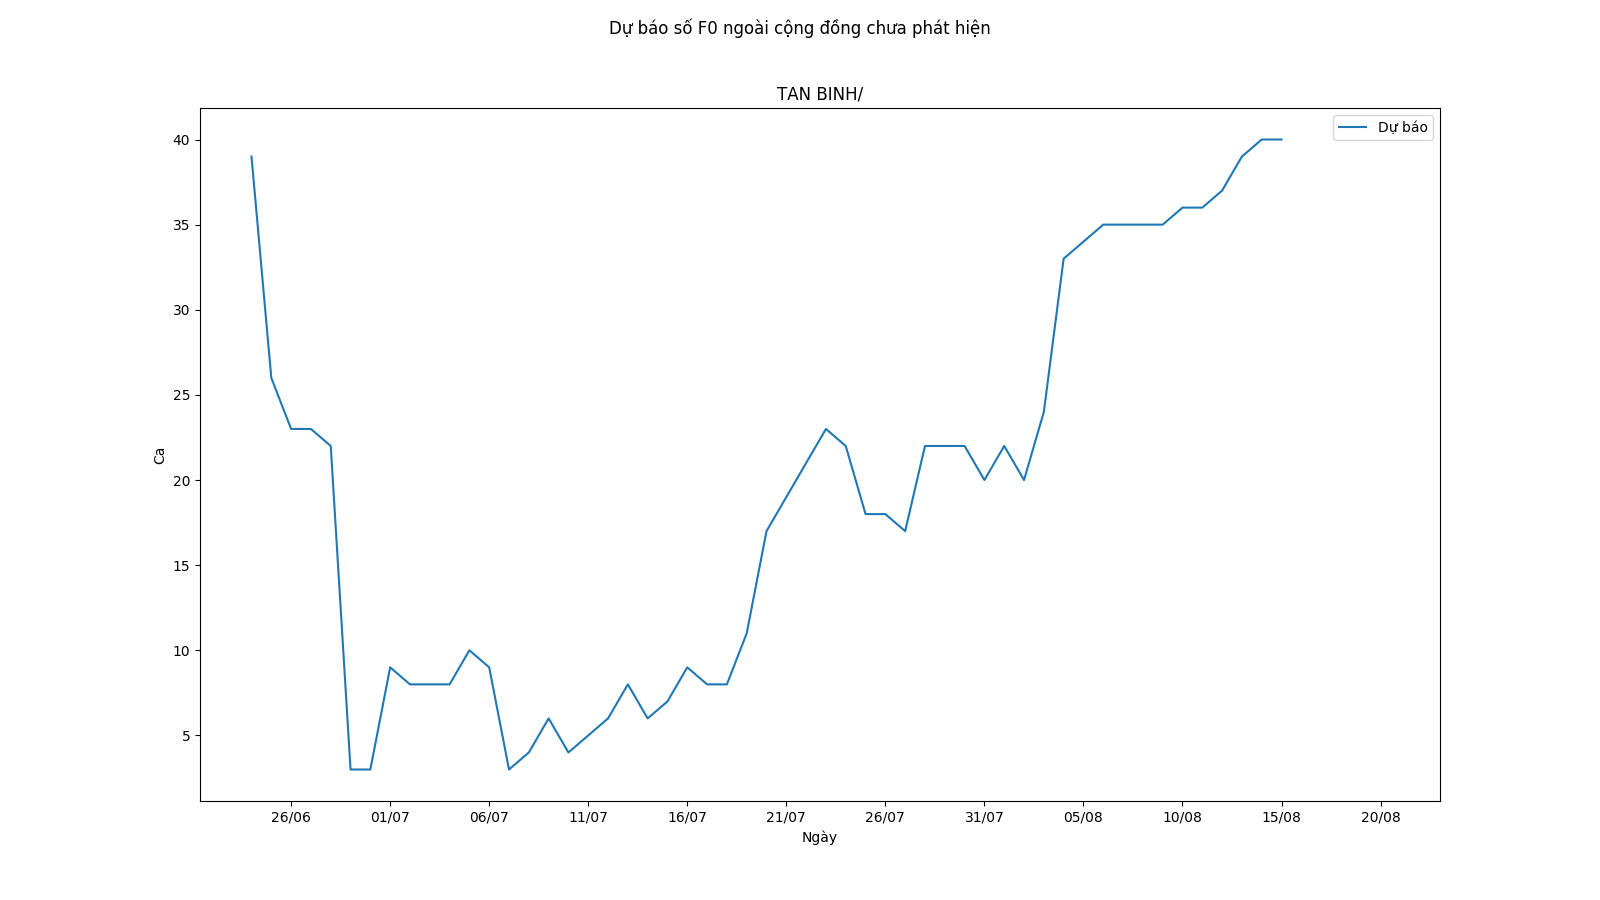 Dự báo số F0 ngoài cộng đồng chưa phát hiện
TAN BINH/
Dự báo
40
35
30
25
20
15
10
5
Ca
26/06 01/07 06/07 11/07 16/07 21/07 26/07 31/07 05/08 10/08 15/08 20/08
Ngày